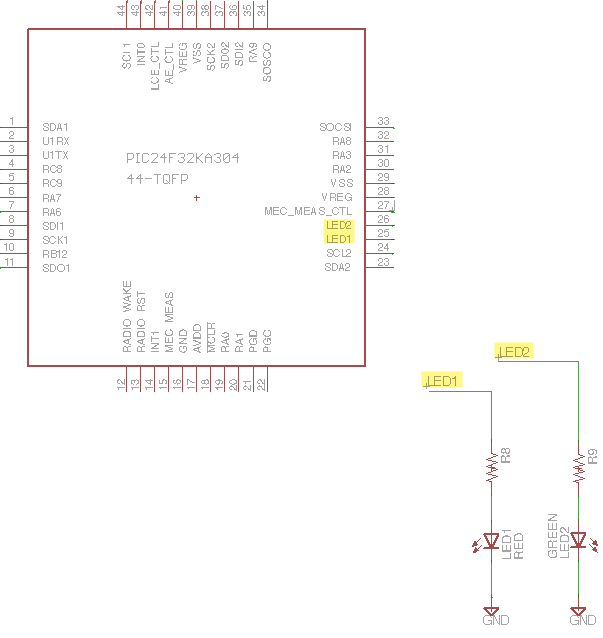 44 43 42 41 40 39 38 37 36 35 34
SCL1 INT0 LCE_CTL AE_CTL VREG VSS SCK2 SDO2 SDI2 RA9 SOSCO
1 SDA1
2 U1RX
3 U1TX
4 RC8
5 RC9
6 RA7
7 RA6
8 SDI1
9 SCK1
10 RB12
11 SDO1
PIC24F32KA304
44-TQFP
SOCSI 33
RA8 32
RA3 31
RA2 30
VSS 29
VREG 28
MEC_MEAS_CTL 27
LED2 26
LED1 25
SCL2 24
SDA2 23
RADIO WAKE RADIO RST INT1 MEC MEAS GND AVDD MCLR RA0 RA1 PGD PGC
12 13 14 15 16 17 18 19 20 21 22
LED2
LED1
R8
R9
LED1
RED
GREEN
LED2
GND
GND